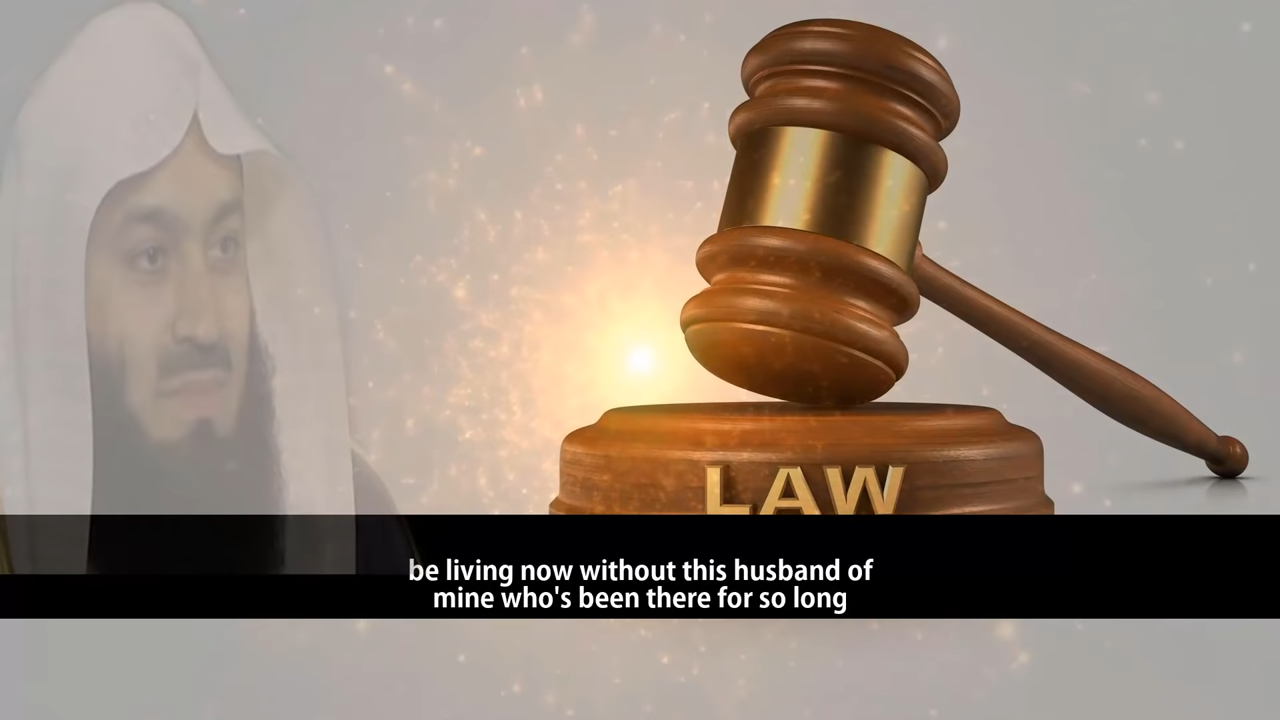 LAW
be living now without this husband of
mine who's been there for so long